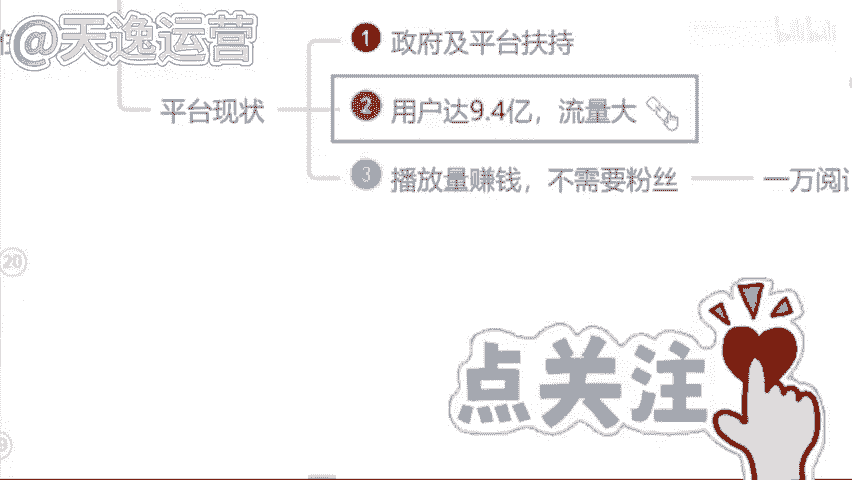 @天逸运营
1 政府及平台扶持
平台现状
2 用户达9.4亿，流量大
3 播放量赚钱，不需要粉丝
一万阅
20
点关注